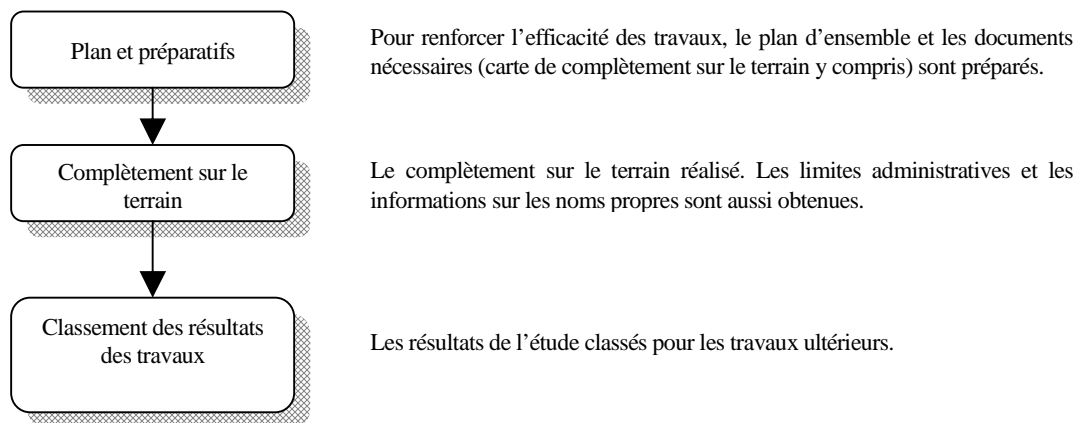 Plan et préparatifs
Pour renforcer l’efficacité des travaux, le plan d’ensemble et les documents
nécessaires (carte de complètement sur le terrain y compris) sont préparés.
Complètement sur le
terrain
Le complètement sur le terrain réalisé. Les limites administratives et les
informations sur les noms propres sont aussi obtenues.
Classement des résultats
des travaux
Les résultats de l’étude classés pour les travaux ultérieurs.